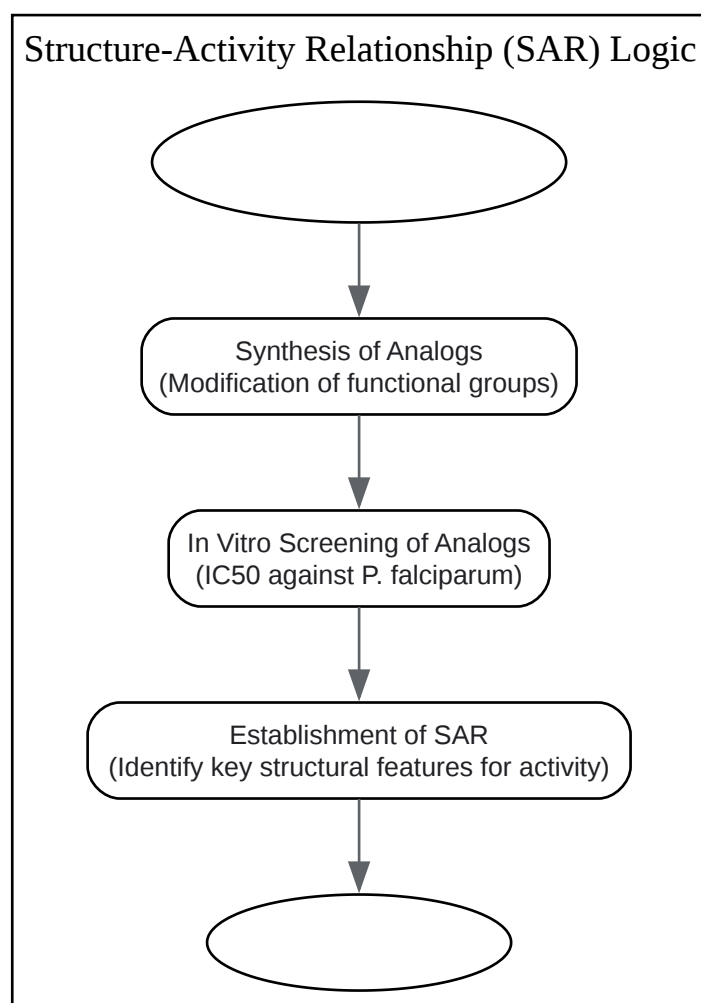 Structure-Activity Relationship (SAR) Logic
Synthesis of Analogs
(Modification of functional groups)
In Vitro Screening of Analogs
(IC50 against P. falciparum)
Establishment of SAR
(Identify key structural features for activity)